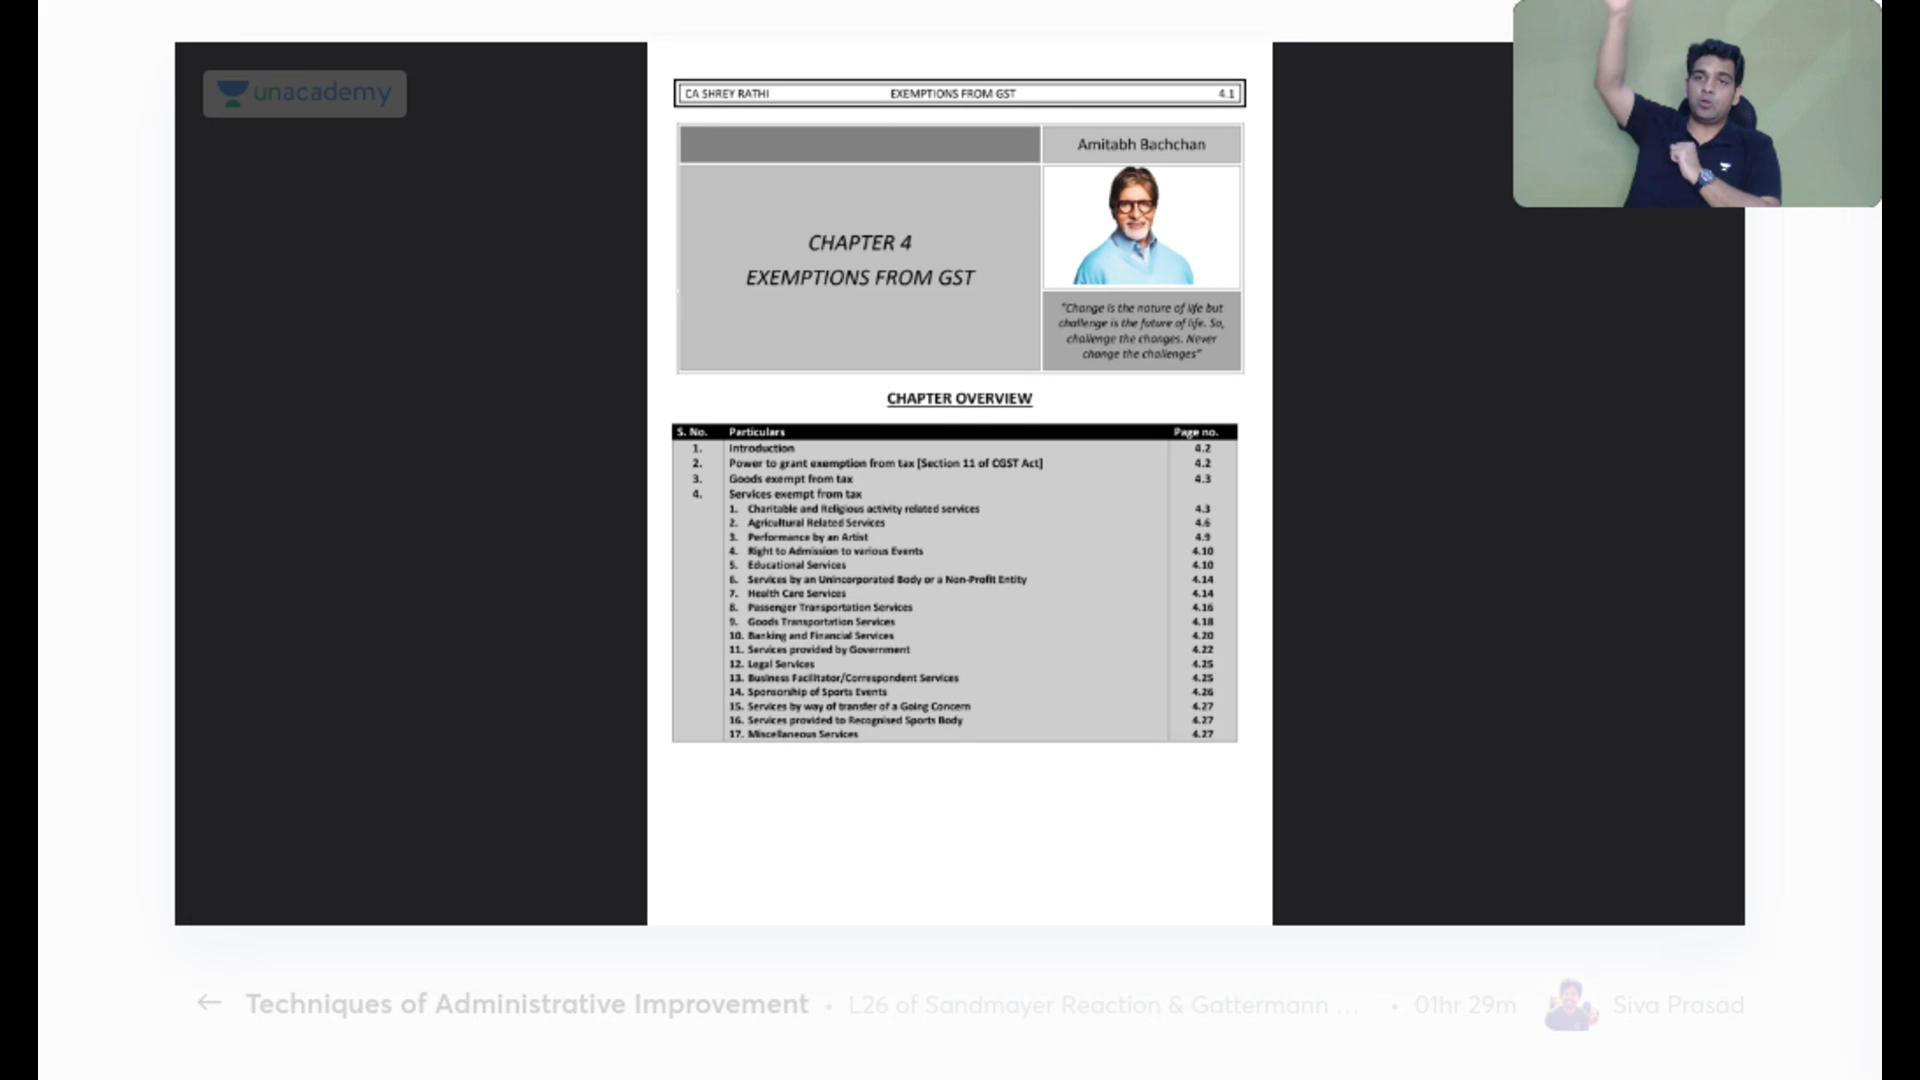 unacademy
CA SHREY RATHI EXEMPTIONS FROM GST 4.1
Amitabh Bachchan
CHAPTER 4
EXEMPTIONS FROM GST
"Change is the nature of life but
challenge is the future of life. So,
challenge the changes. Never
change the challenges"
CHAPTER OVERVIEW
S. No. Particulars Page no.
1. Introduction 4.2
2. Power to grant exemption from tax [Section 11 of CGST Act] 4.2
3. Goods exempt from tax 4.3
4. Services exempt from tax
1. Charitable and Religious activity related services 4.3
2. Agricultural Related Services 4.6
3. Performance by an Artist 4.9
4. Right to Admission to various Events 4.10
5. Educational Services 4.10
6. Services by an Unincorporated Body or a Non-Profit Entity 4.14
7. Health Care Services 4.14
8. Passenger Transportation Services 4.16
9. Goods Transportation Services 4.18
10. Banking and Financial Services 4.20
11. Services provided by Government 4.22
12. Legal Services 4.25
13. Business Facilitator/Correspondent Services 4.25
14. Sponsorship of Sports Events 4.26
15. Services by way of transfer of a Going Concern 4.27
16. Services provided to Recognised Sports Body 4.27
17. Miscellaneous Services 4.27
← Techniques of Administrative Improvement • L26 of Sandmayer Reaction & Gattermann ... • 01hr 29m Siva Prasad